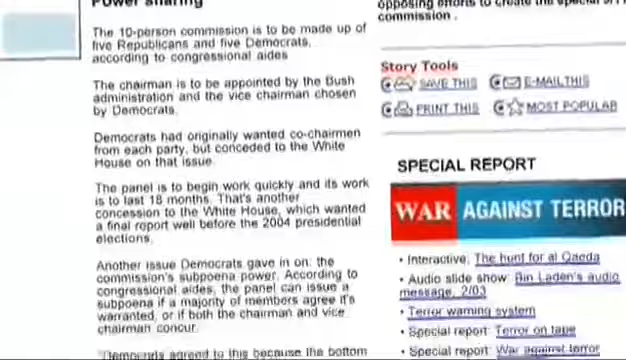 Power sharing
The 10-person commission is to be made up of
five Republicans and five Democrats,
according to congressional aides
The chairman is to be appointed by the Bush
administration and the vice chairman chosen
by Democrats.
Democrats had originally wanted co-chairmen
from each party, but conceded to the White
House on that issue.
The panel is to begin work quickly and its work
is to last 18 months. That's another
concession to the White House, which wanted
a final report well before the 2004 presidential
elections.
Another issue Democrats gave in on: the
commission's subpoena power. According to
congressional aides, the panel can issue a
subpoena if a majority of members agree it's
warranted, or if both the chairman and vice
chairman concur.
agreed to this because the bottom
opposing efforts to create the special
commission.
Story Tools
SAVE THIS E-MAIL THIS
PRINT THIS MOST POPULAR
SPECIAL REPORT
WAR AGAINST TERROR
• Interactive: The hunt for al Qaeda
• Audio slide show: Bin Laden's audio
message, 2/03
• Terror warning system
• Special report: Terror on tape
• Special report: War against terror